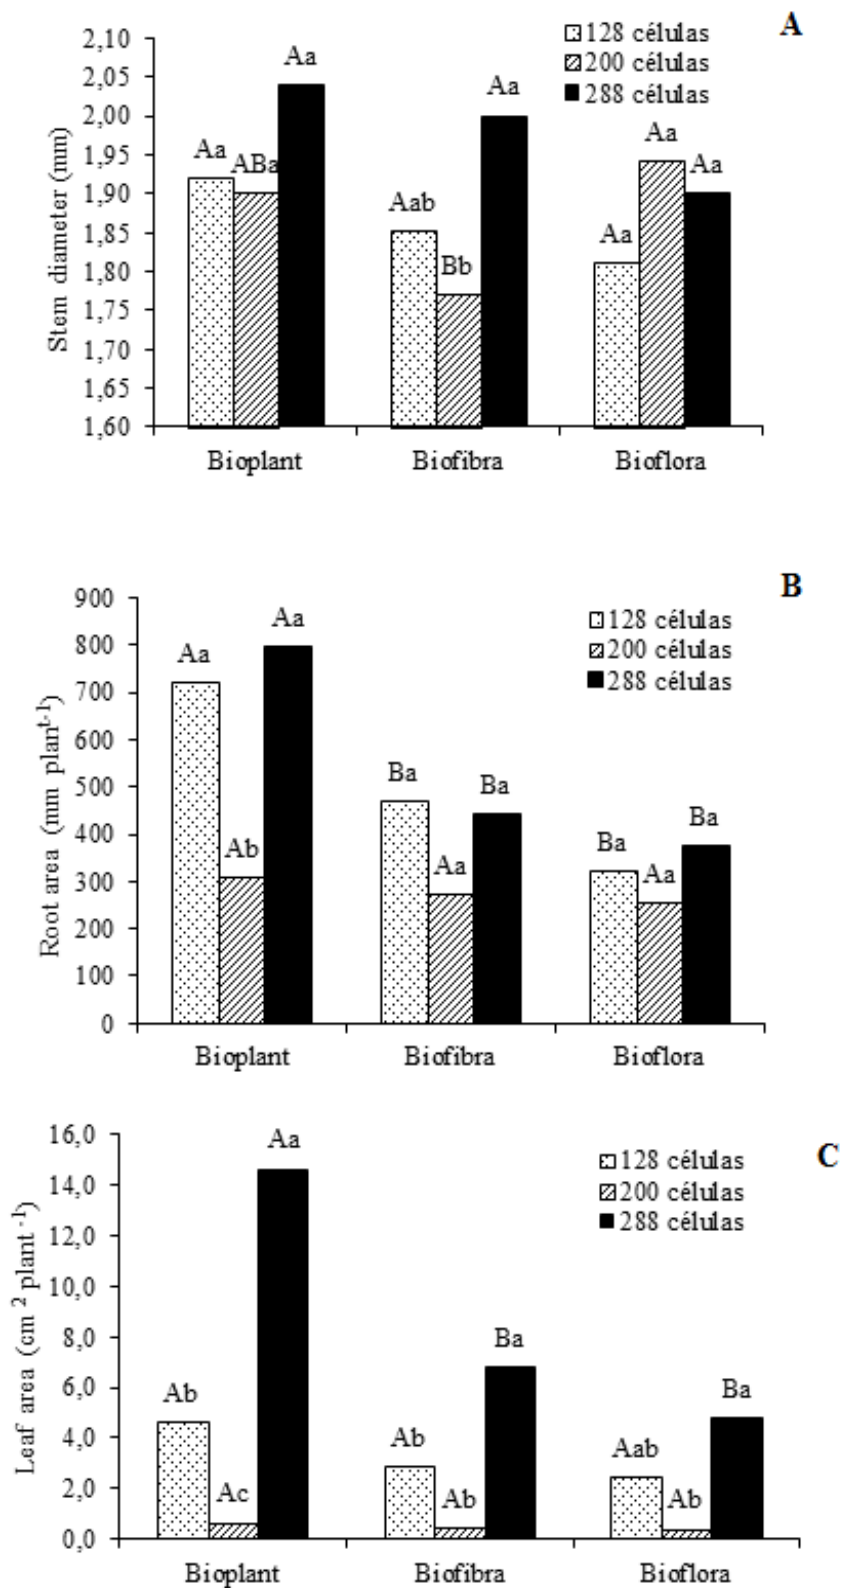 A
128 células
200 células
288 células
Stem diameter (mm)
2,10
2,05
2,00
1,95
1,90
1,85
1,80
1,75
1,70
1,65
1,60
Aa ABa Aa
Aab Bb Aa
Aa Aa Aa
Bioplant Biofibra Bioflora
B
128 células
200 células
288 células
Root area (mm plant-1)
900
800
700
600
500
400
300
200
100
0
Aa Ab Aa
Ba Aa Ba
Ba Aa Ba
Bioplant Biofibra Bioflora
C
128 células
200 células
288 células
Leaf area (cm 2 plant -1)
16,0
14,0
12,0
10,0
8,0
6,0
4,0
2,0
0,0
Ab Ac Aa
Ab Ab Ba
Aab Ab Ba
Bioplant Biofibra Bioflora